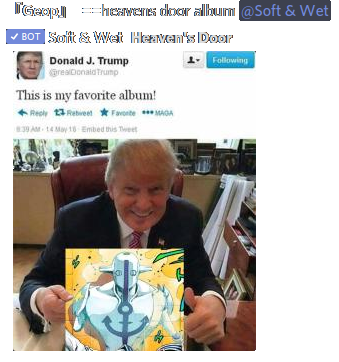 『Geep』 ==heavens door album @Soft & Wet
✓ BOT Soft & Wet Heaven's Door
Donald J. Trump
@realDonaldTrump
Following
This is my favorite album!
Reply Retweet Favorite ••• MAGA
8:39 AM - 14 May 18 · Embed this Tweet